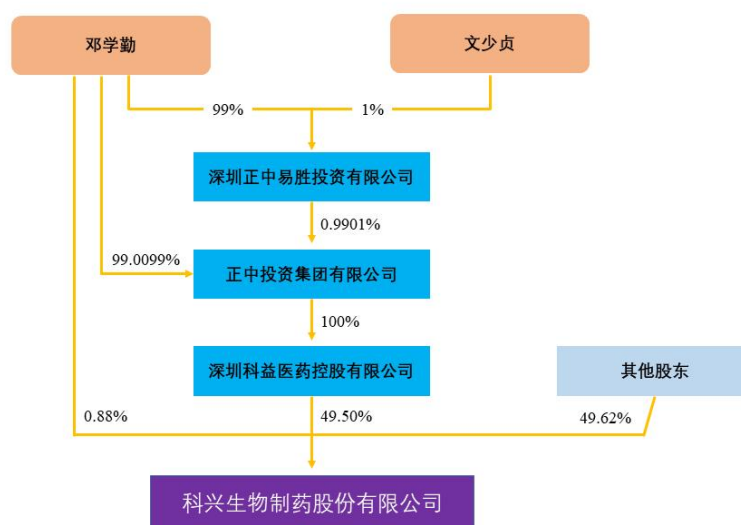 邓学勤
文少贞
99%
1%
深圳正中易胜投资有限公司
0.9901%
99.0099%
正中投资集团有限公司
100%
深圳科益医药控股有限公司
其他股东
0.88%
49.50%
49.62%
科兴生物制药股份有限公司